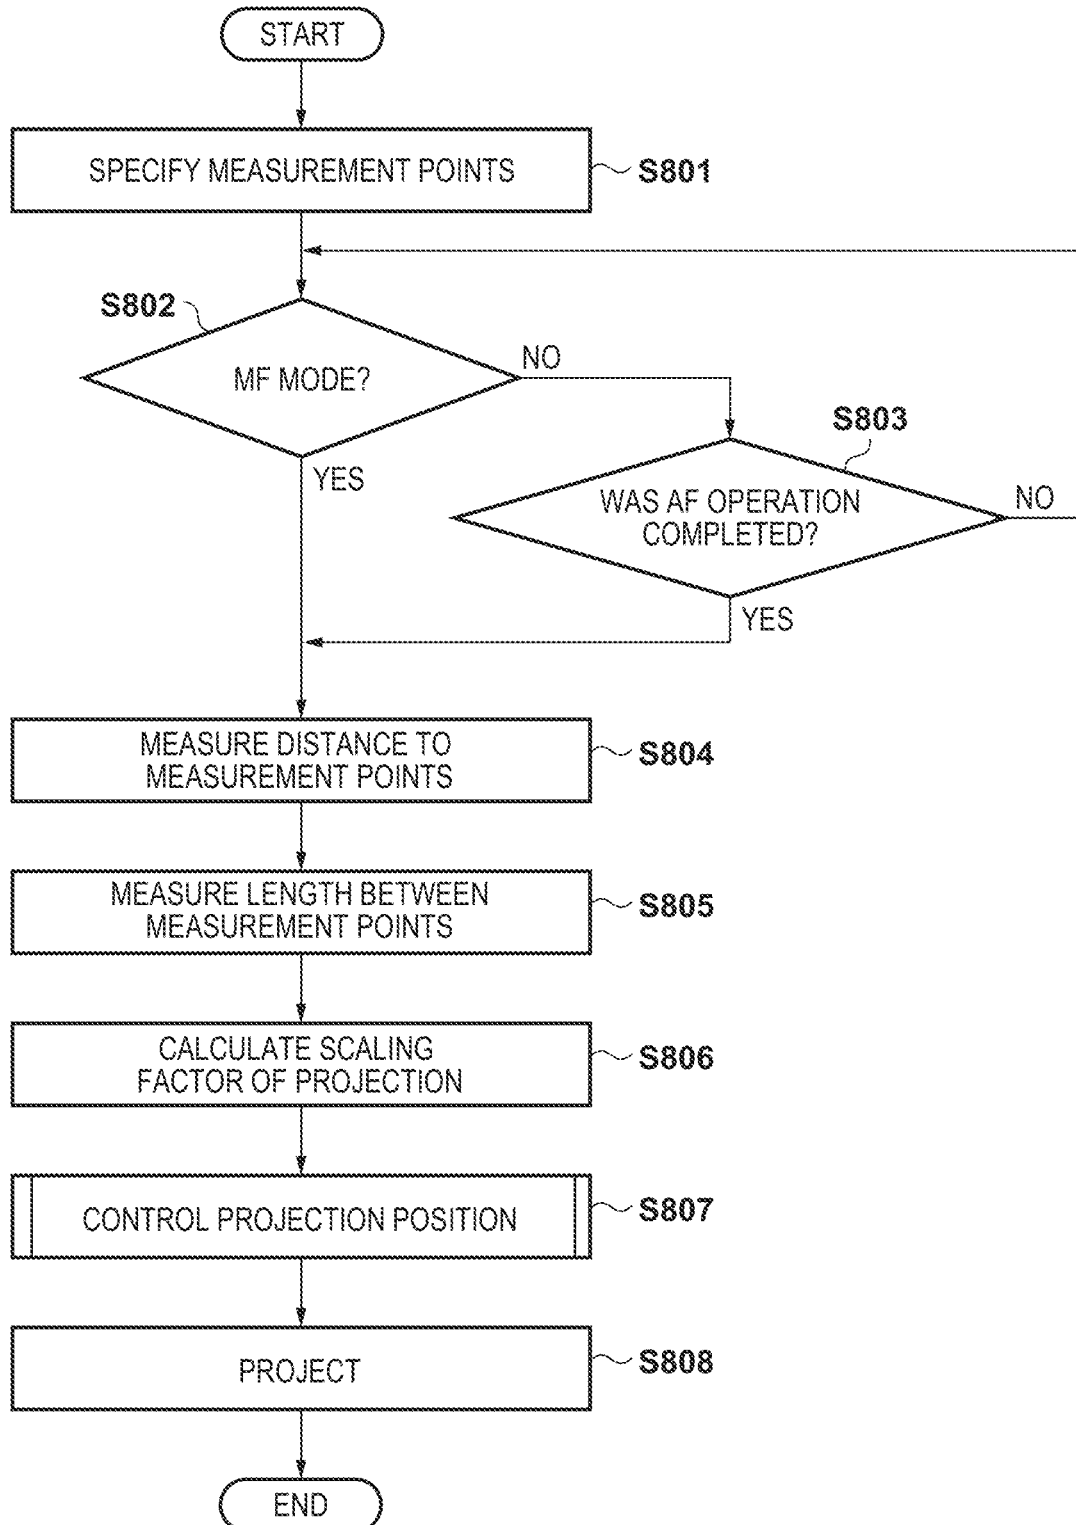 START
SPECIFY MEASUREMENT POINTS
S801
S802
MF MODE?
NO
YES
S803
WAS AF OPERATION
COMPLETED?
NO
YES
MEASURE DISTANCE TO
MEASUREMENT POINTS
S804
MEASURE LENGTH BETWEEN
MEASUREMENT POINTS
S805
CALCULATE SCALING
FACTOR OF PROJECTION
S806
CONTROL PROJECTION POSITION
S807
PROJECT
S808
END